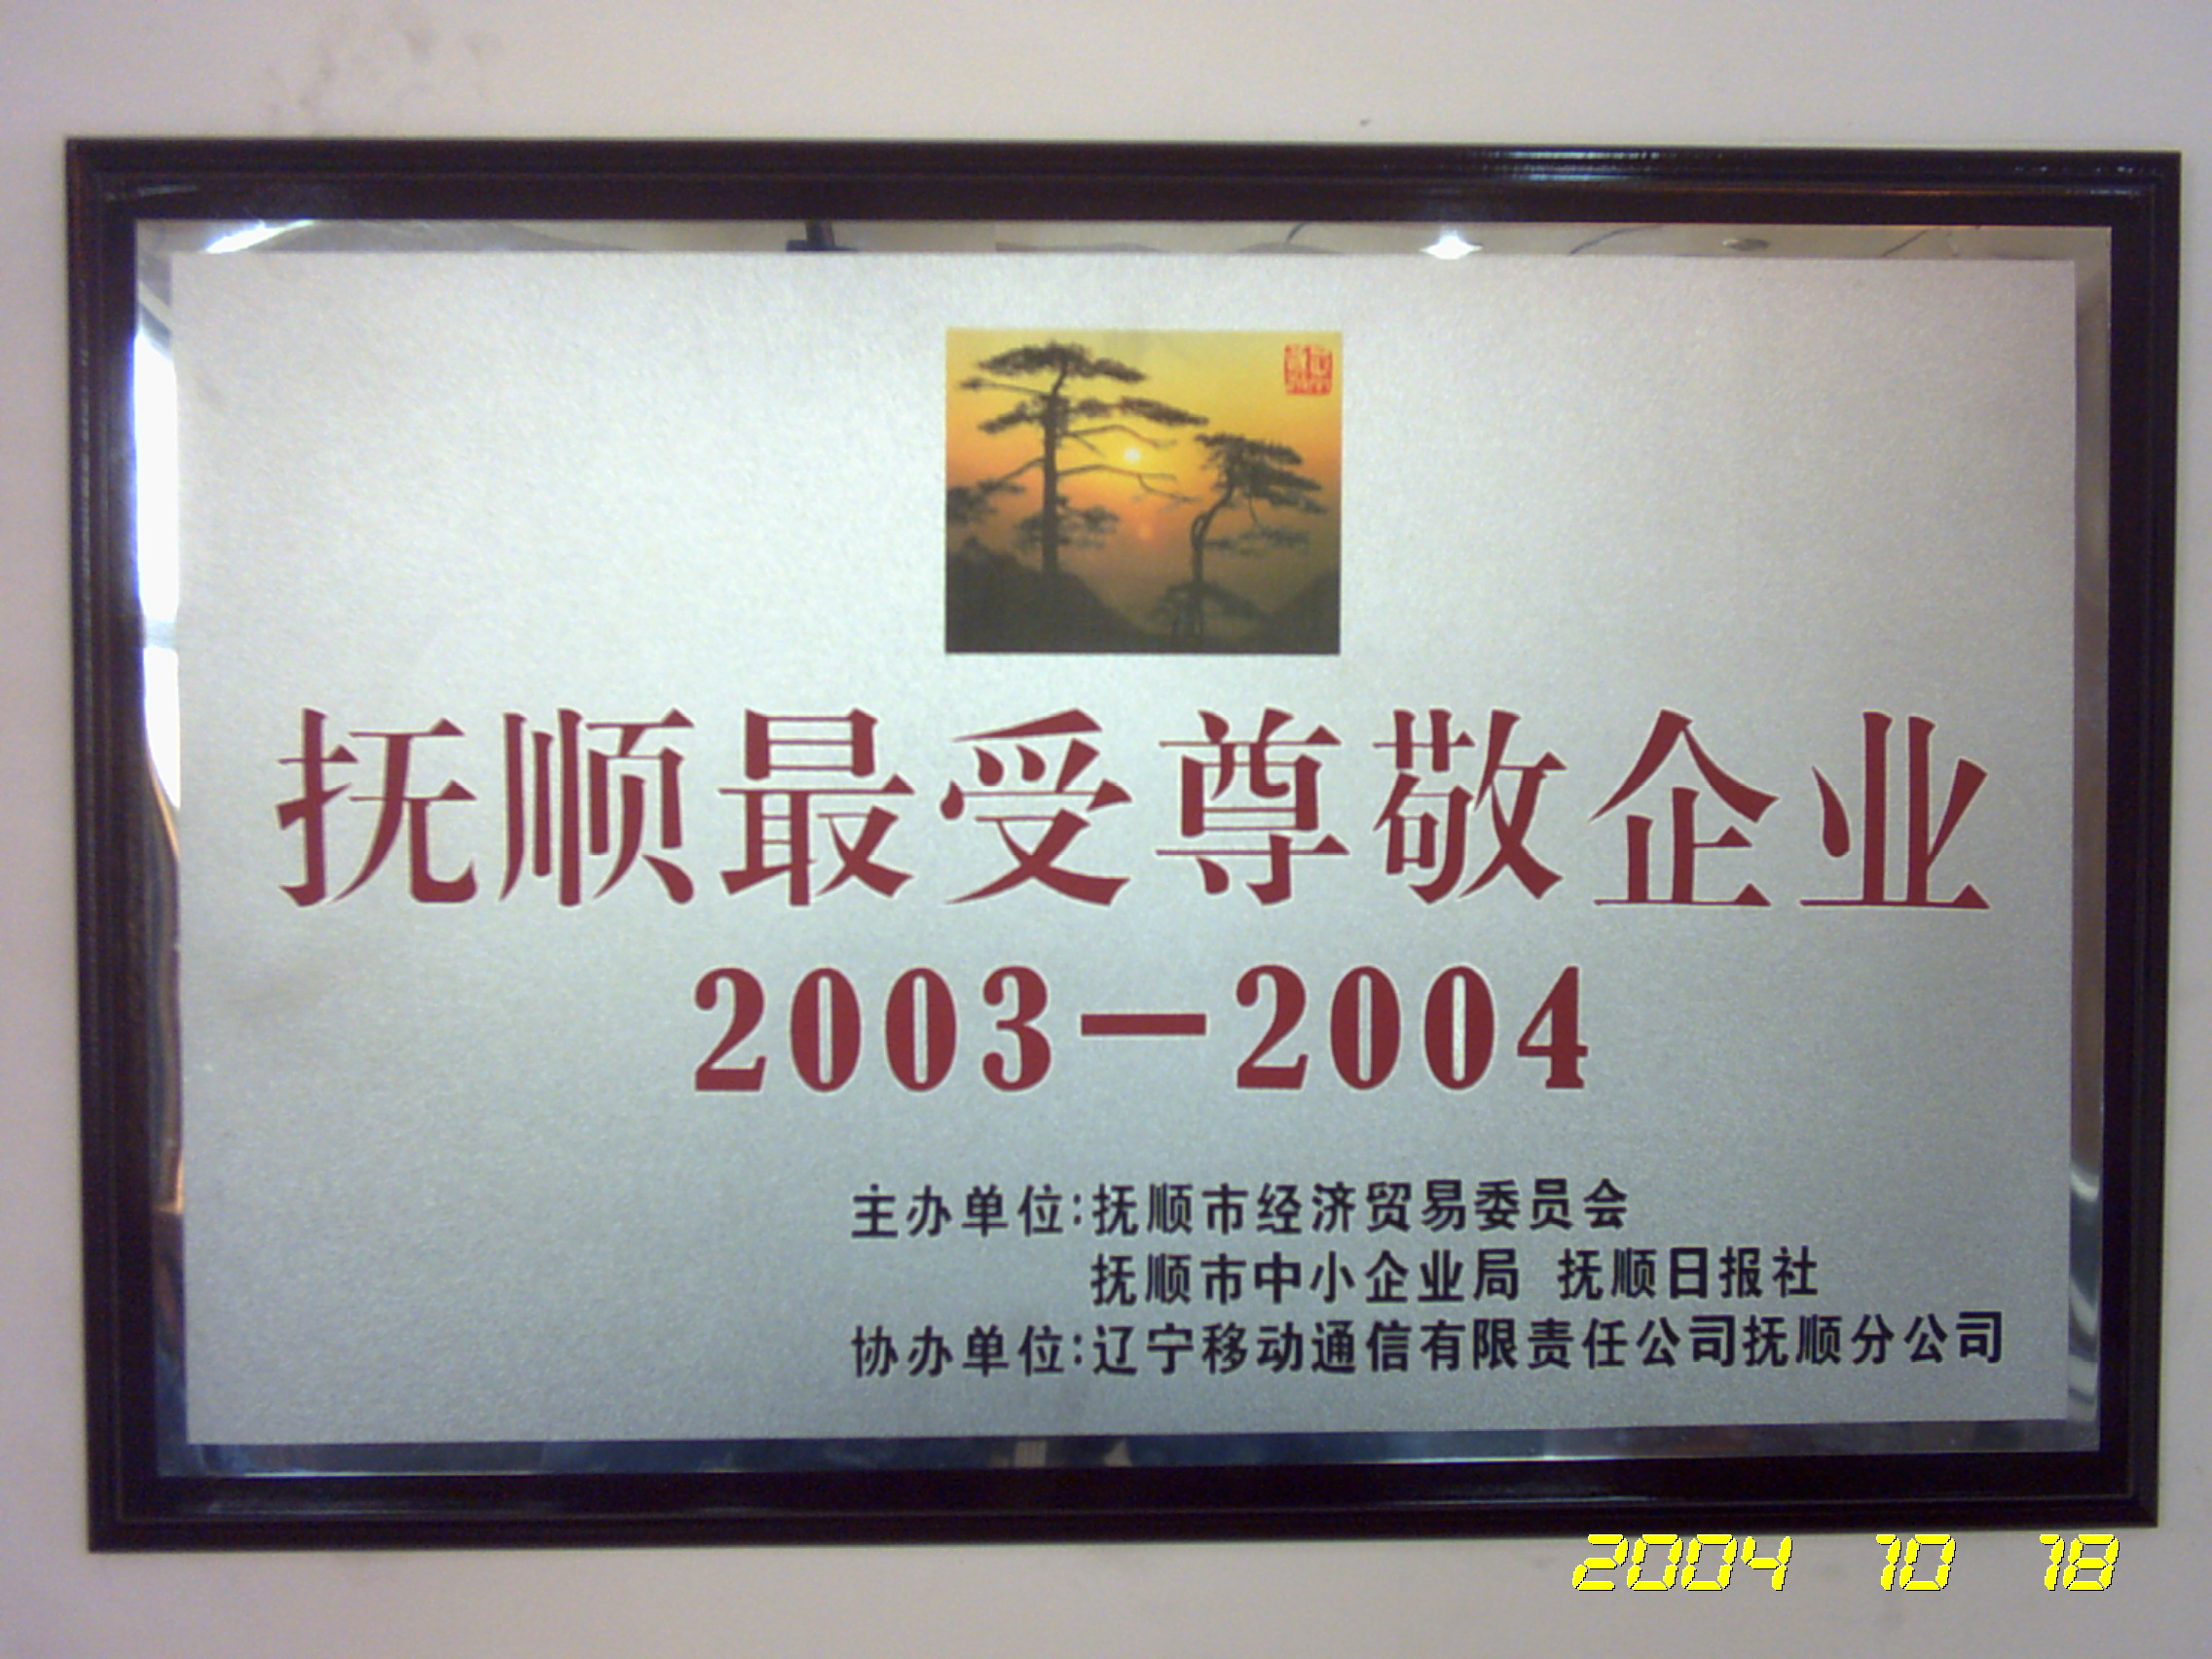 抚顺最受尊敬企业
2003－2004
主办单位:抚顺市经济贸易委员会
抚顺市中小企业局 抚顺日报社
协办单位:辽宁移动通信有限责任公司抚顺分公司
2004 10 18